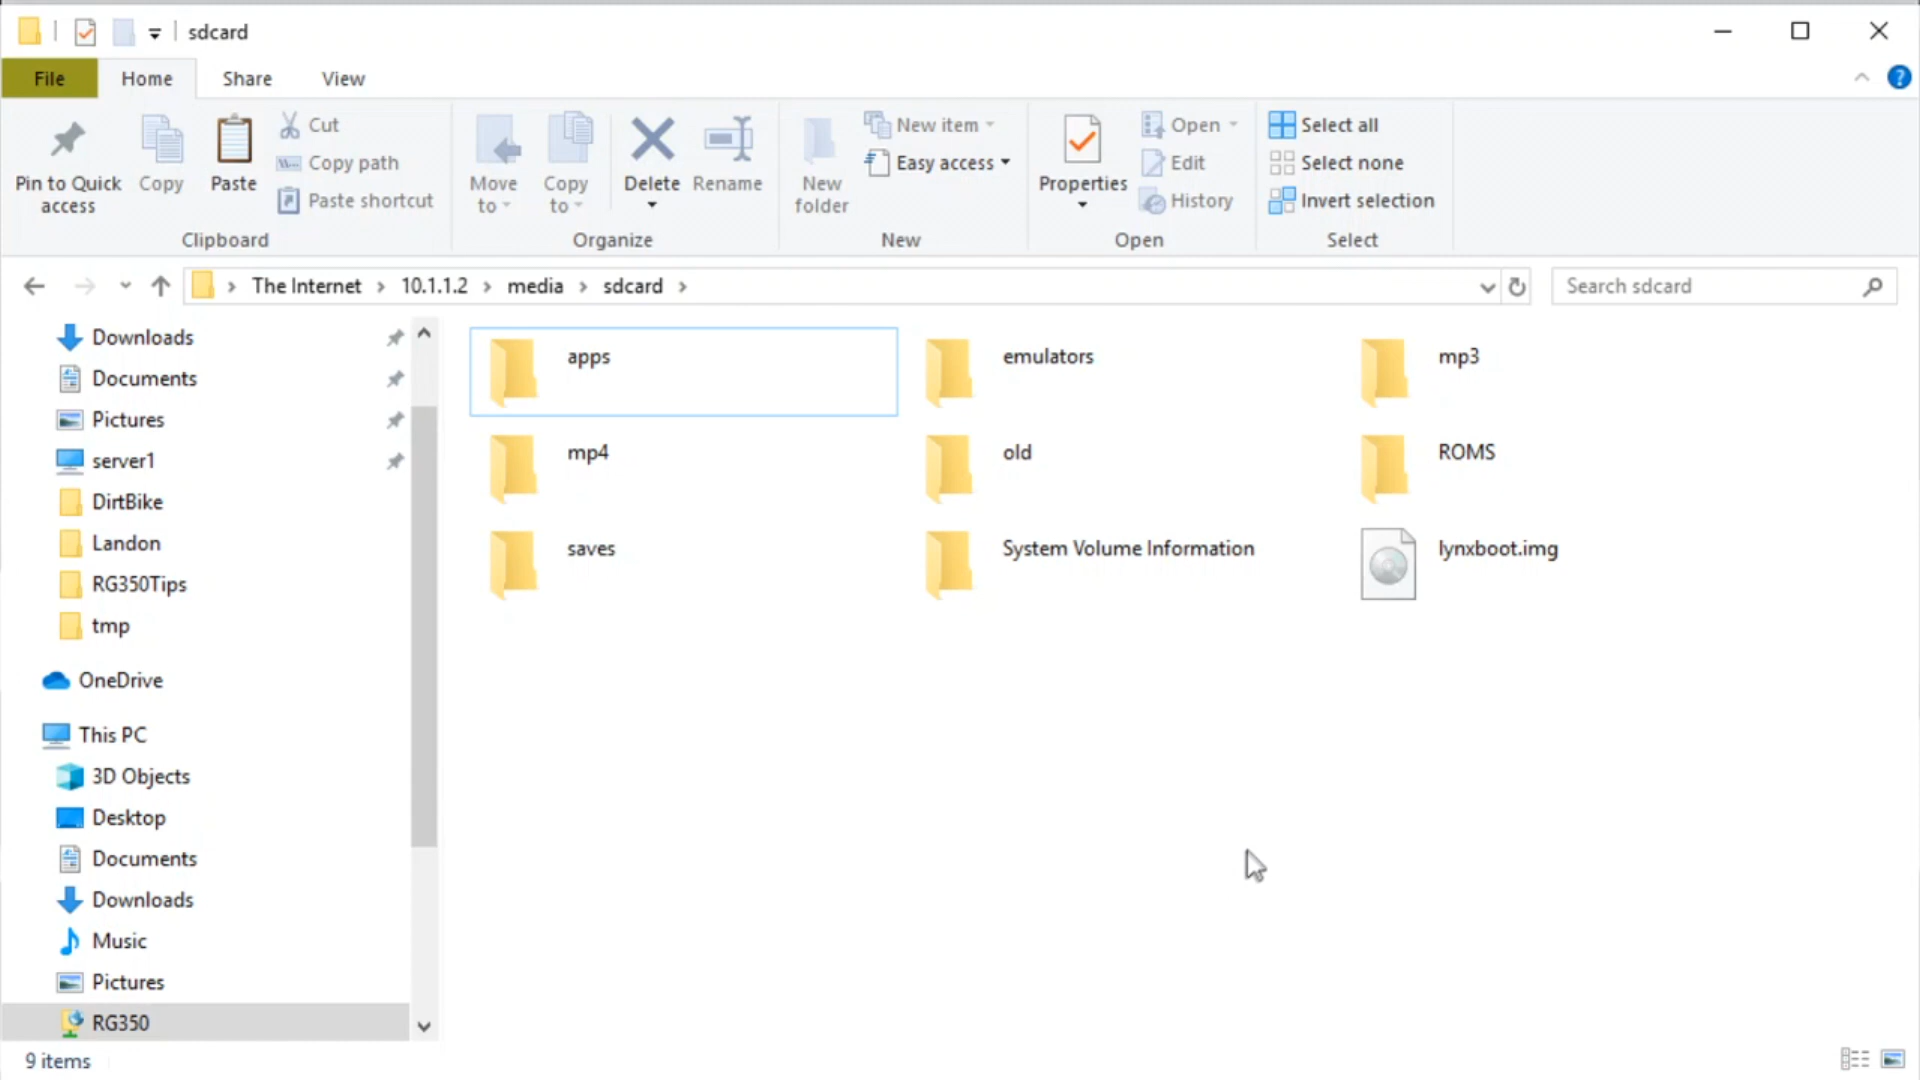 sdcard
File Home Share View
Pin to Quick access
Copy
Paste
Cut
Copy path
Paste shortcut
Clipboard
Move to
Copy to
Delete
Rename
Organize
New folder
New item
Easy access
New
Properties
Open
Edit
History
Open
Select all
Select none
Invert selection
Select
The Internet 10.1.1.2 media sdcard
Search sdcard
Downloads
Documents
Pictures
server1
DirtBike
Landon
RG350Tips
tmp
OneDrive
This PC
3D Objects
Desktop
Documents
Downloads
Music
Pictures
RG350
apps emulators mp3
mp4 old ROMS
saves System Volume Information lynxboot.img
9 items